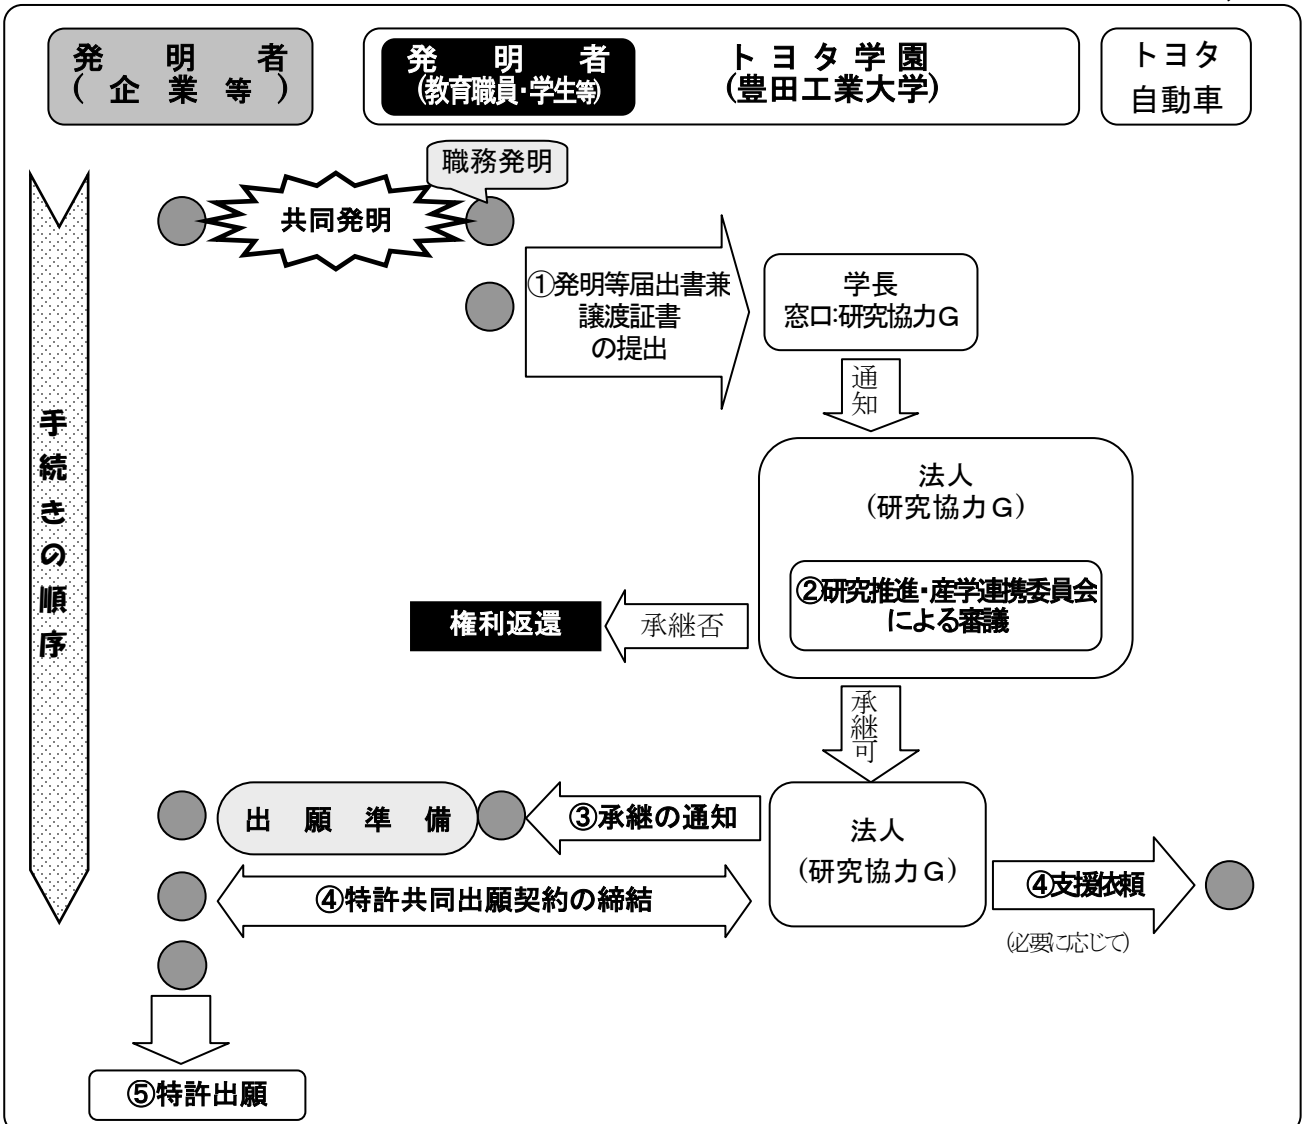 発明者
(企業等)
発明者
(教育職員・学生等)
トヨタ学園
(豊田工業大学)
トヨタ
自動車
職務発明
共同発明
①発明等届出書兼
譲渡証書
の提出
学長
窓口:研究協力G
通知
手続きの順序
法人
(研究協力G)
②研究推進・産学連携委員会
による審議
承継否
権利返還
承継可
出願準備
③承継の通知
法人
(研究協力G)
④特許共同出願契約の締結
④支援依頼
(必要に応じて)
⑤特許出願